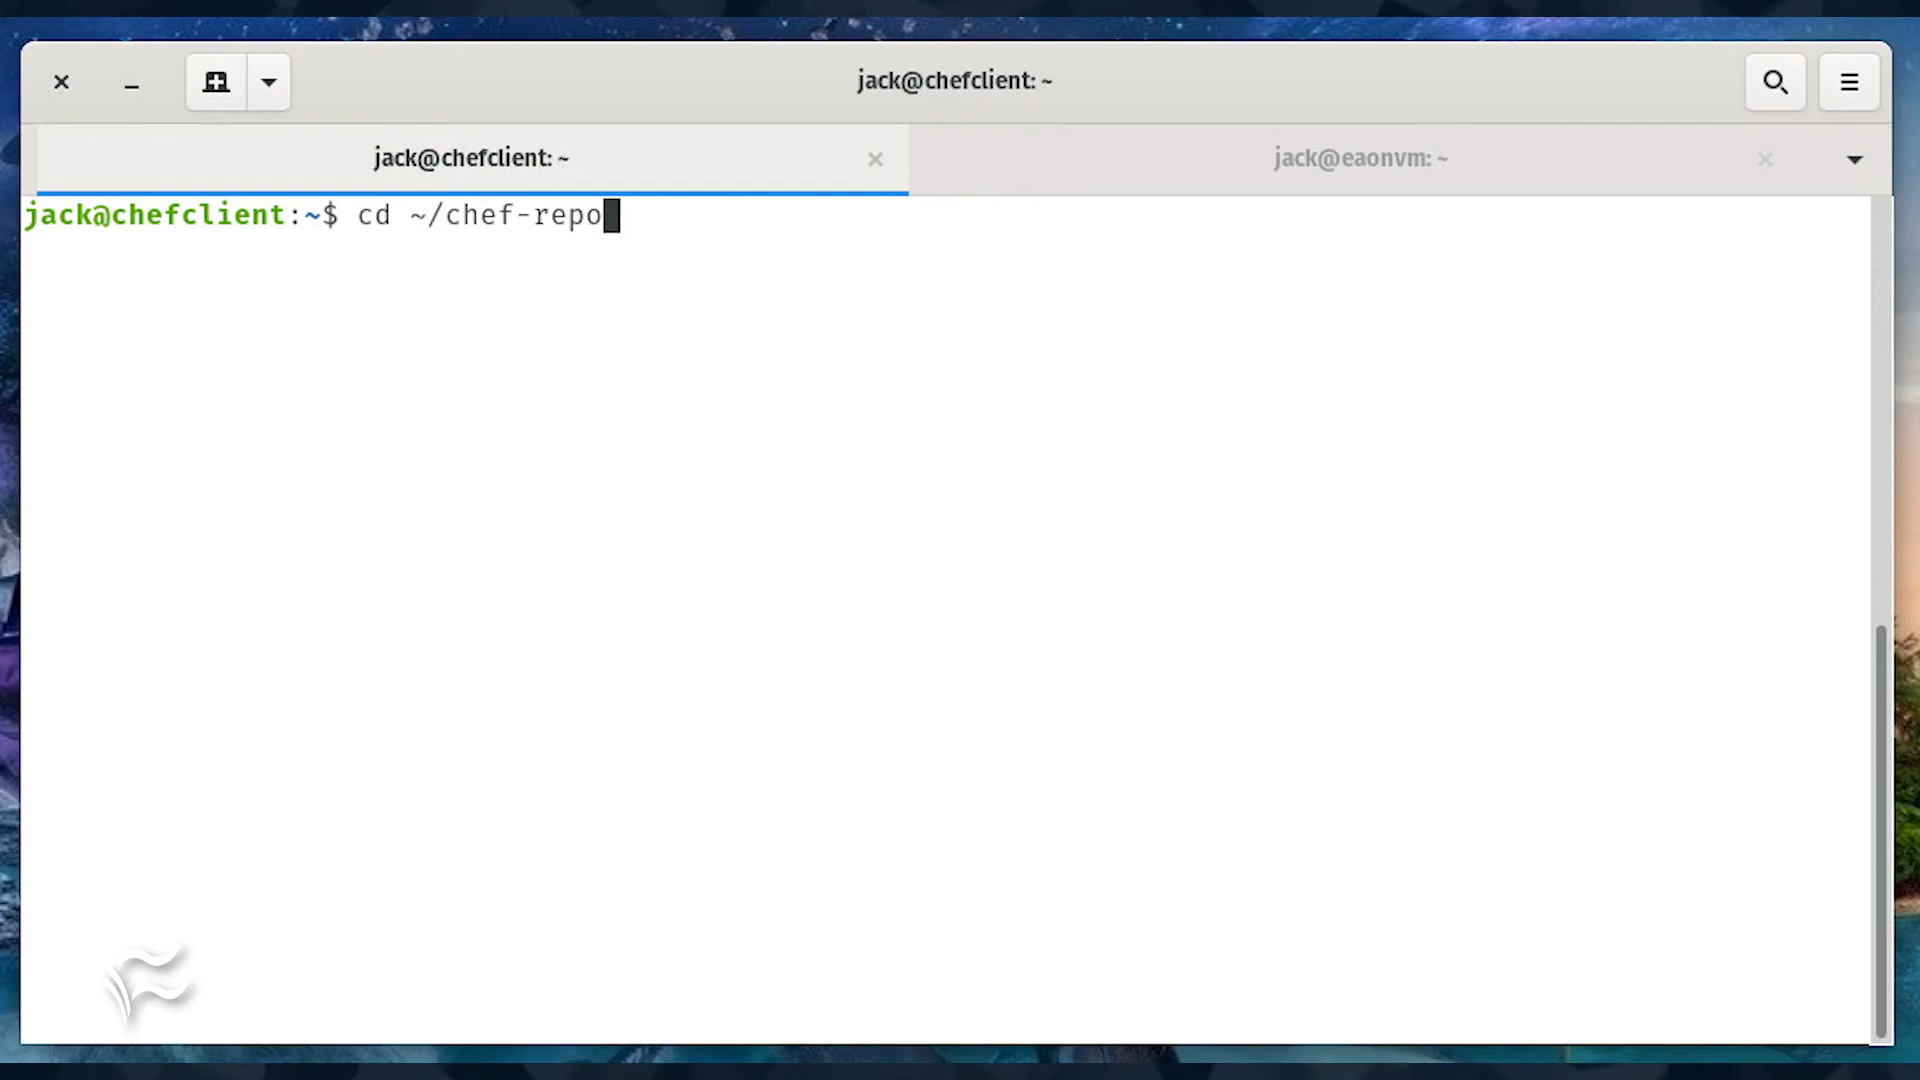 jack@chefclient: ~
jack@chefclient: ~
jack@eaonvm: ~
jack@chefclient:~$ cd ~/chef-repo